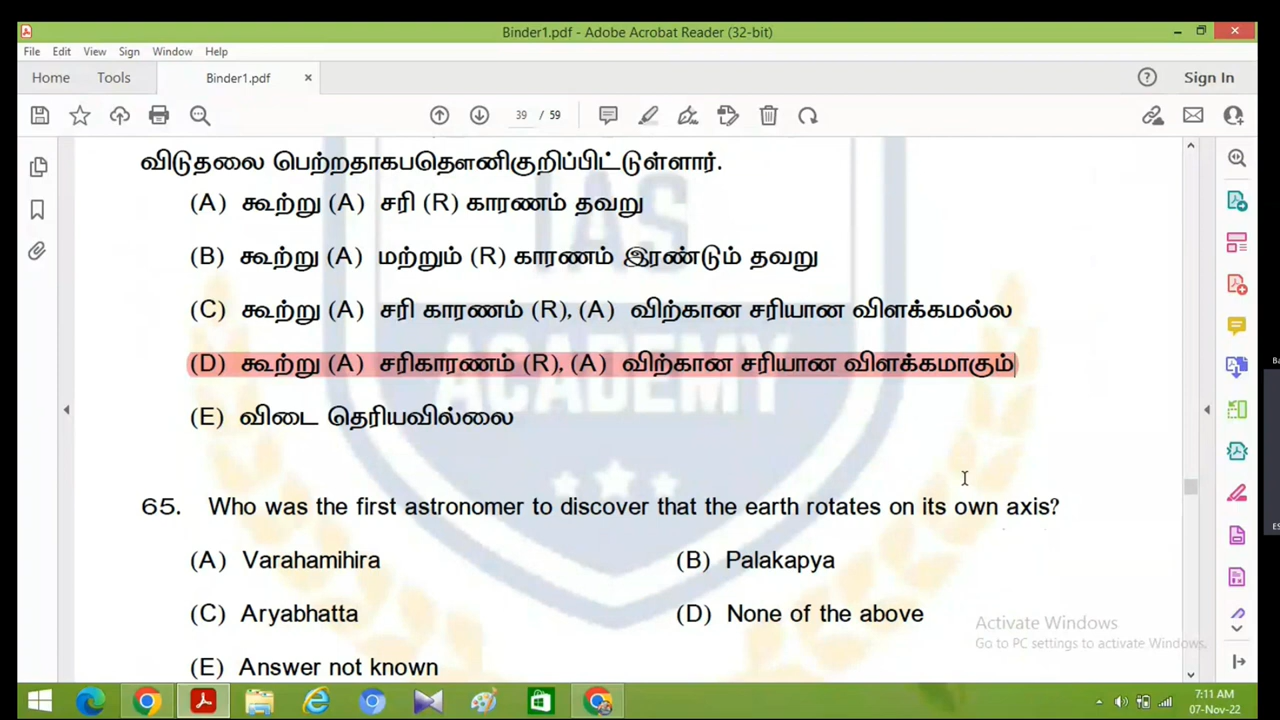 Binder1.pdf - Adobe Acrobat Reader (32-bit)
File Edit View Sign Window Help
Home Tools Binder1.pdf × Sign In
39 / 59
விடுதலை பெற்றதாகபதௌனிகுறிப்பிட்டுள்ளார்.
(A) கூற்று (A) சரி (R) காரணம் தவறு
(B) கூற்று (A) மற்றும் (R) காரணம் இரண்டும் தவறு
(C) கூற்று (A) சரி காரணம் (R), (A) விற்கான சரியான விளக்கமல்ல
(D) கூற்று (A) சரிகாரணம் (R), (A) விற்கான சரியான விளக்கமாகும்
(E) விடை தெரியவில்லை
IAS
ACADEMY
65. Who was the first astronomer to discover that the earth rotates on its own axis?
(A) Varahamihira (B) Palakapya
(C) Aryabhatta (D) None of the above
(E) Answer not known
Activate Windows
Go to PC settings to activate Windows.
7:11 AM
07-Nov-22